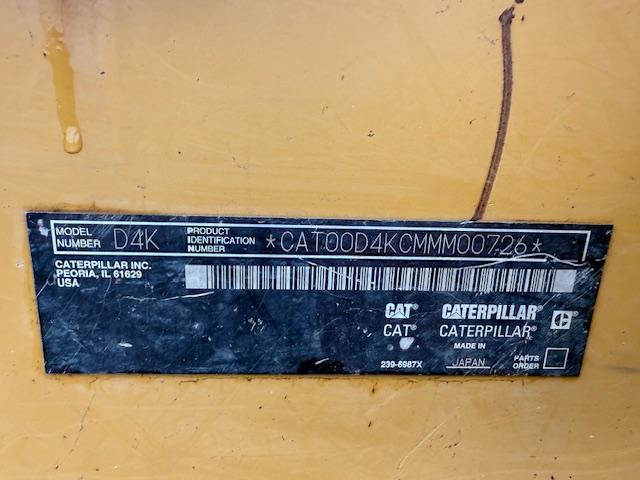 MODEL NUMBER D4K PRODUCT IDENTIFICATION NUMBER *CAT00D4KCMMM00726*
CATERPILLAR INC.
PEORIA, IL 61629
USA
CAT® CATERPILLAR®
CAT® CATERPILLAR®
MADE IN
239-6987X JAPAN PARTS ORDER